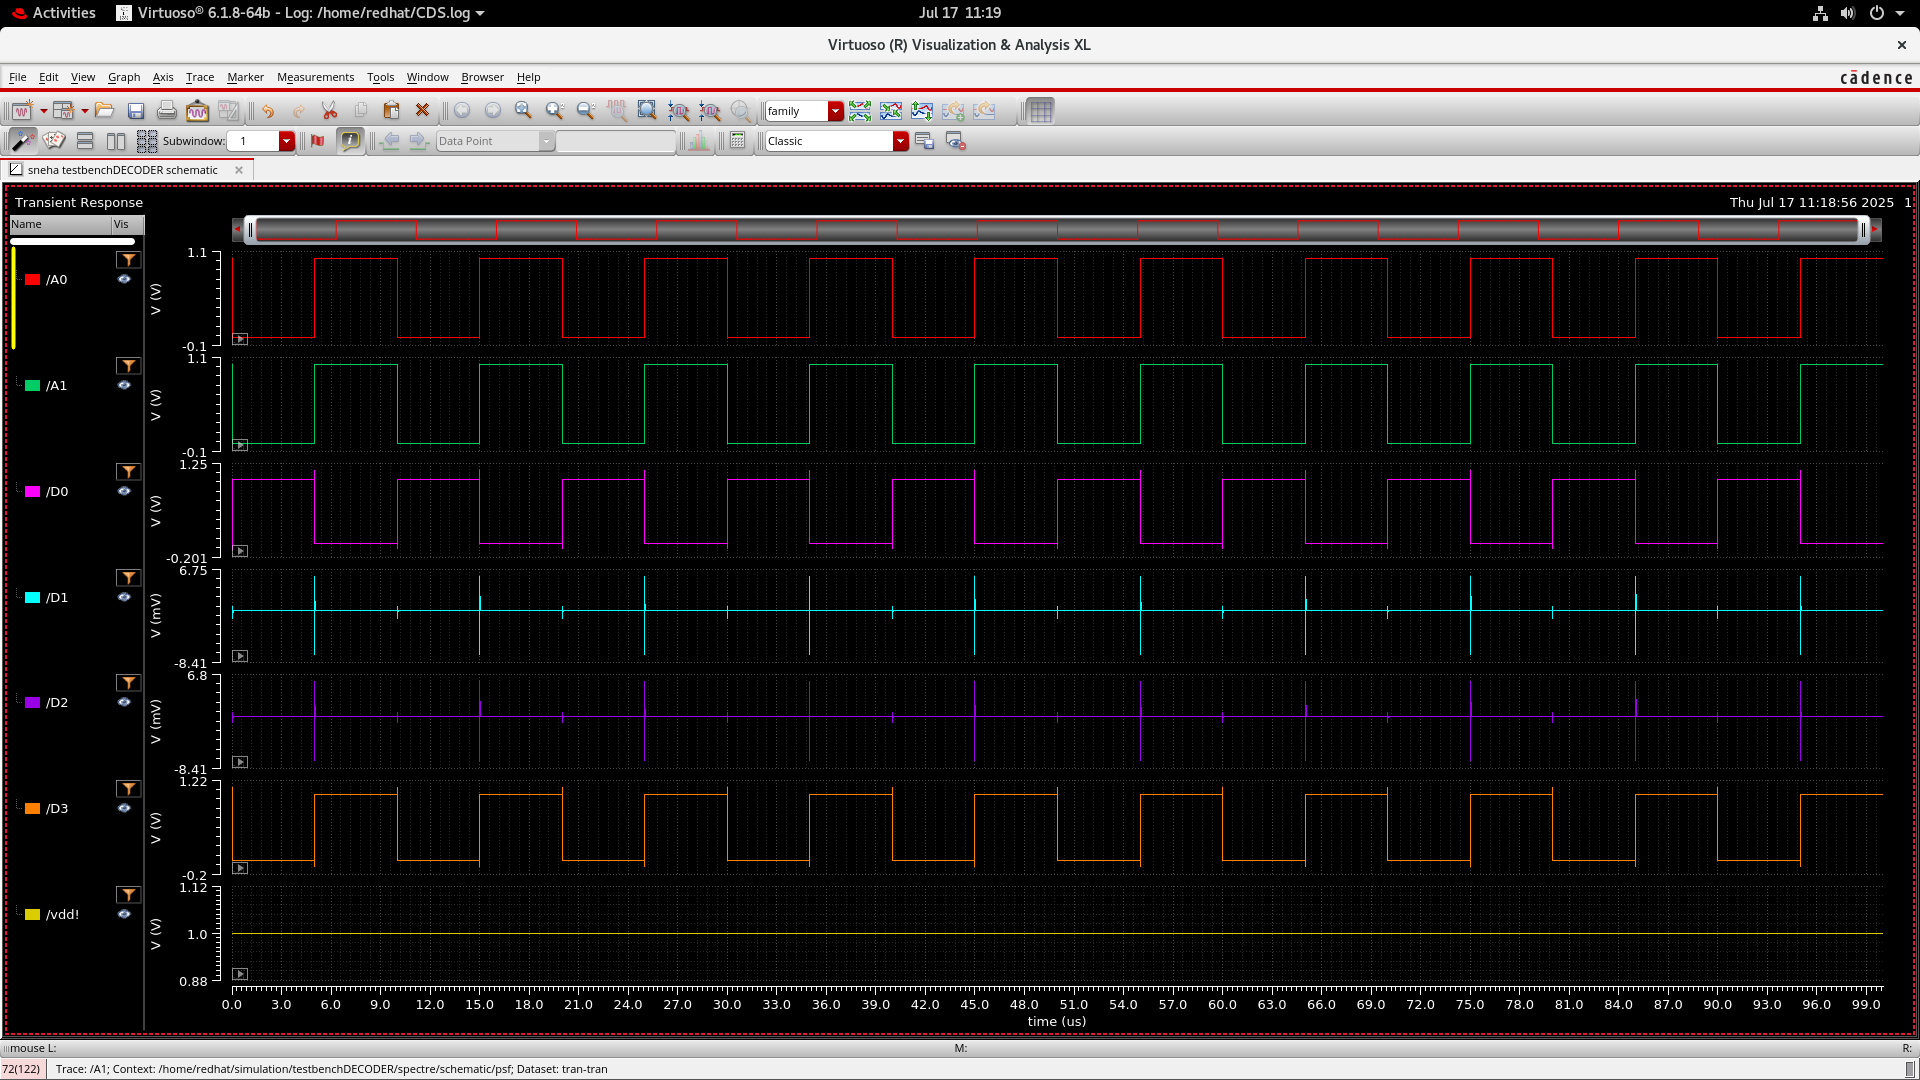 Activities
Virtuoso® 6.1.8-64b - Log: /home/redhat/CDS.log
Jul 17 11:19
Virtuoso (R) Visualization & Analysis XL
File Edit View Graph Axis Trace Marker Measurements Tools Window Browser Help
cādence
family
Subwindow: 1
Data Point
Classic
sneha testbenchDECODER schematic
Transient Response
Thu Jul 17 11:18:56 2025 1
Name Vis
1.1
/A0
V (V)
-0.1
1.1
/A1
V (V)
-0.1
1.25
/D0
V (V)
-0.201
6.75
/D1
V (mV)
-8.41
6.8
/D2
V (mV)
-8.41
1.22
/D3
V (V)
-0.2
1.12
/vdd!
V (V)
1.0
0.88
0.0 3.0 6.0 9.0 12.0 15.0 18.0 21.0 24.0 27.0 30.0 33.0 36.0 39.0 42.0 45.0 48.0 51.0 54.0 57.0 60.0 63.0 66.0 69.0 72.0 75.0 78.0 81.0 84.0 87.0 90.0 93.0 96.0 99.0
time (us)
mouse L: M: R:
72(122) Trace: /A1; Context: /home/redhat/simulation/testbenchDECODER/spectre/schematic/psf; Dataset: tran-tran